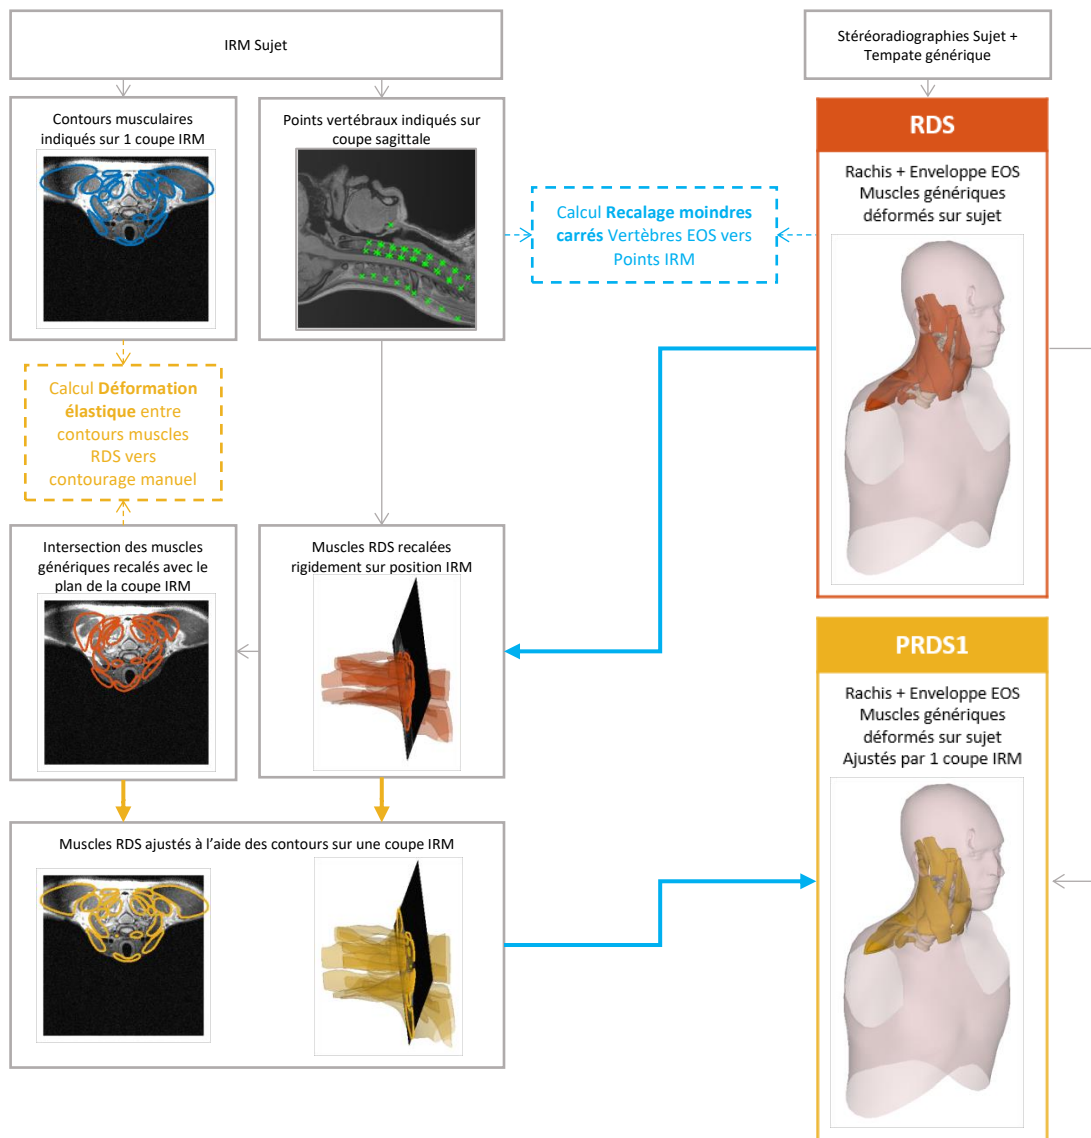 IRM Sujet
Stéréoradiographies Sujet +
Tempate générique
Contours musculaires
indiqués sur 1 coupe IRM
Points vertébraux indiqués sur
coupe sagittale
RDS
Rachis + Enveloppe EOS
Muscles génériques
déformés sur sujet
Calcul Recalage moindres
carrés Vertèbres EOS vers
Points IRM
Calcul Déformation
élastique entre
contours muscles
RDS vers
contourage manuel
Intersection des muscles
génériques recalés avec le
plan de la coupe IRM
Muscles RDS recalées
rigidement sur position IRM
PRDS1
Rachis + Enveloppe EOS
Muscles génériques
déformés sur sujet
Ajustés par 1 coupe IRM
Muscles RDS ajustés à l’aide des contours sur une coupe IRM